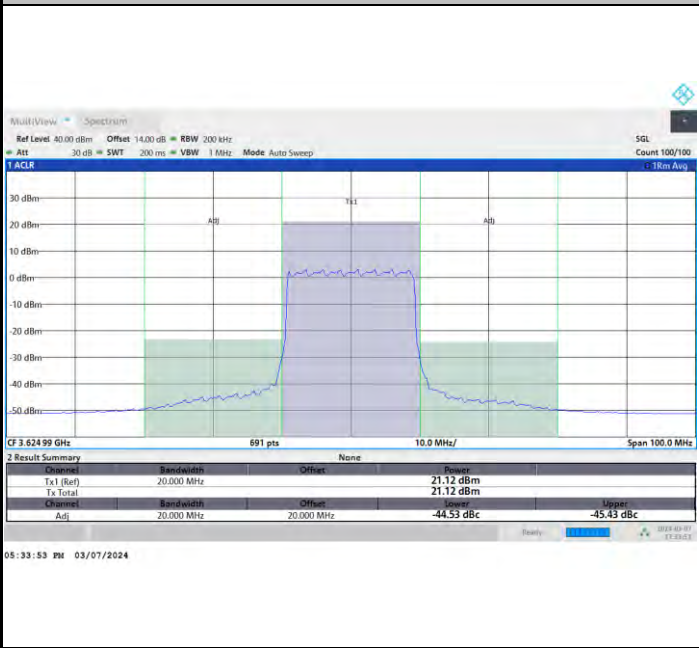 MultiView Spectrum
Ref Level 40.00 dBm Offset 14.00 dB RBW 200 kHz SGL
Att 30 dB SWT 200 ms VBW 1 MHz Mode Auto Sweep Count 100/100
1 ACLR 1Rm Avg
30 dBm
Tx1
20 dBm Adj Adj
10 dBm
0 dBm
-10 dBm
-20 dBm
-30 dBm
-40 dBm
-50 dBm
CF 3.624 99 GHz 691 pts 10.0 MHz/ Span 100.0 MHz
2 Result Summary None
Channel Bandwidth Offset Power
Tx1 (Ref) 20.000 MHz 21.12 dBm
Tx Total 21.12 dBm
Channel Bandwidth Offset Lower Upper
Adj 20.000 MHz 20.000 MHz -44.53 dBc -45.43 dBc
Ready
05:33:53 PM 03/07/2024